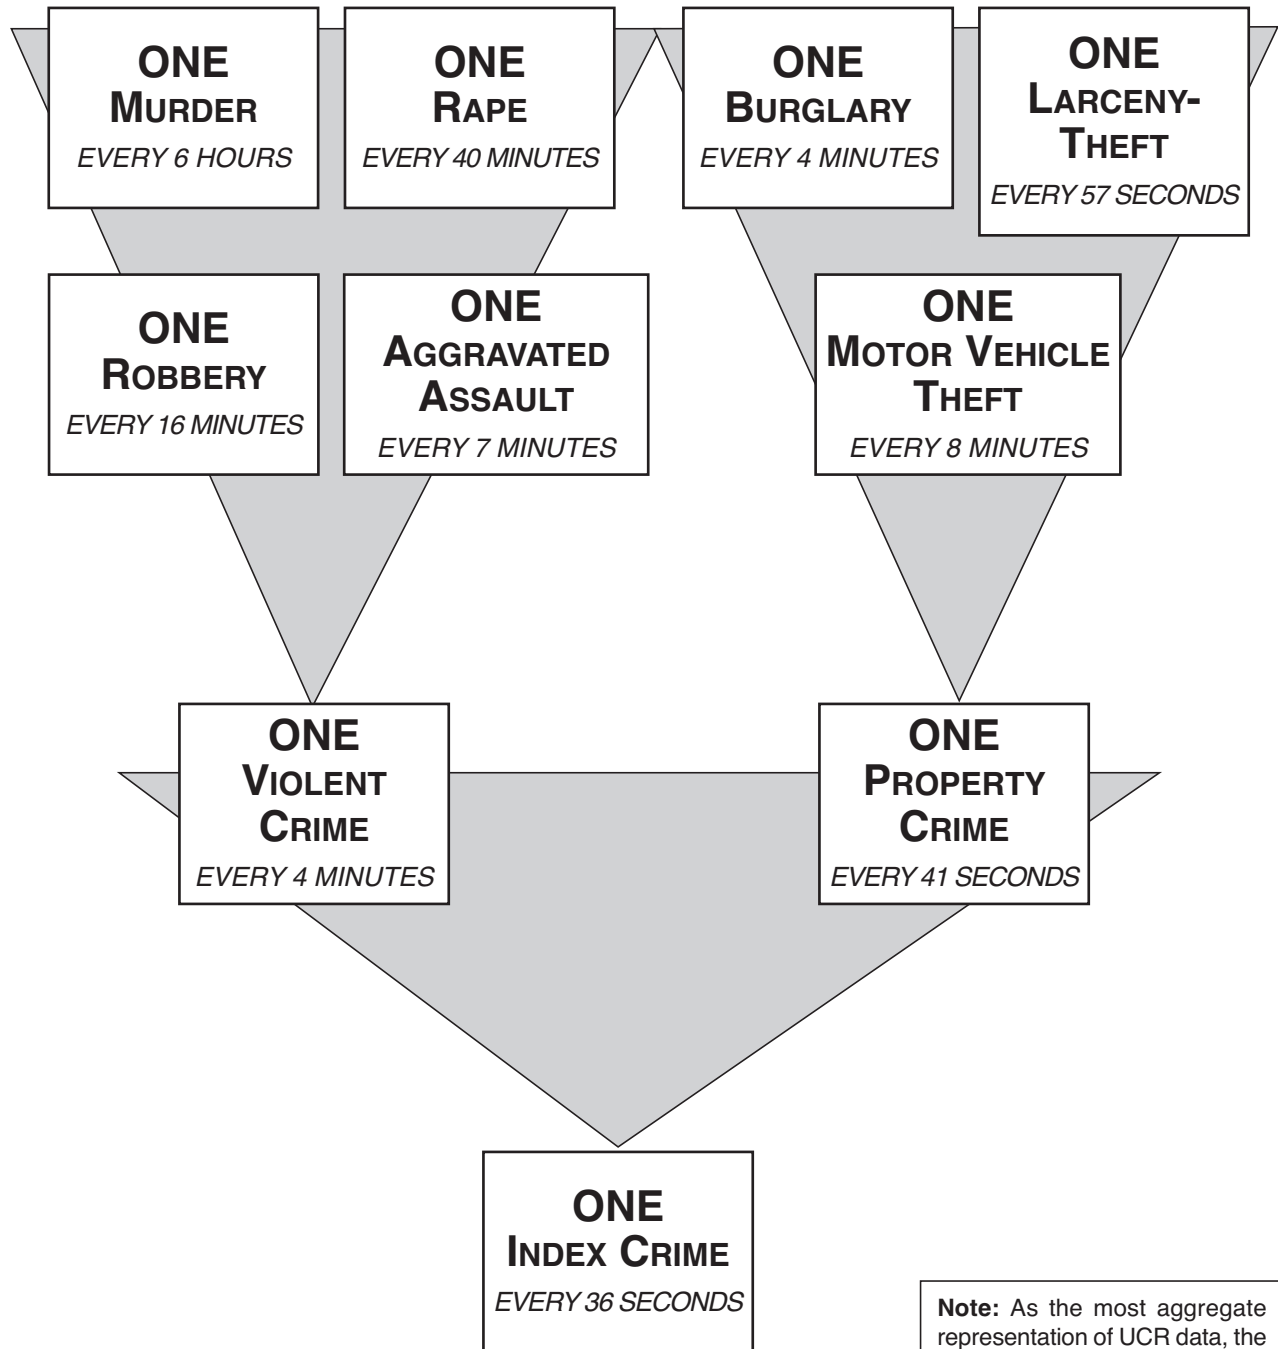 ONE
MURDER
EVERY 6 HOURS
ONE
RAPE
EVERY 40 MINUTES
ONE
BURGLARY
EVERY 4 MINUTES
ONE
LARCENY-
THEFT
EVERY 57 SECONDS
ONE
ROBBERY
EVERY 16 MINUTES
ONE
AGGRAVATED
ASSAULT
EVERY 7 MINUTES
ONE
MOTOR VEHICLE
THEFT
EVERY 8 MINUTES
ONE
VIOLENT
CRIME
EVERY 4 MINUTES
ONE
PROPERTY
CRIME
EVERY 41 SECONDS
ONE
INDEX CRIME
EVERY 36 SECONDS
Note: As the most aggregate
representation of UCR data, the